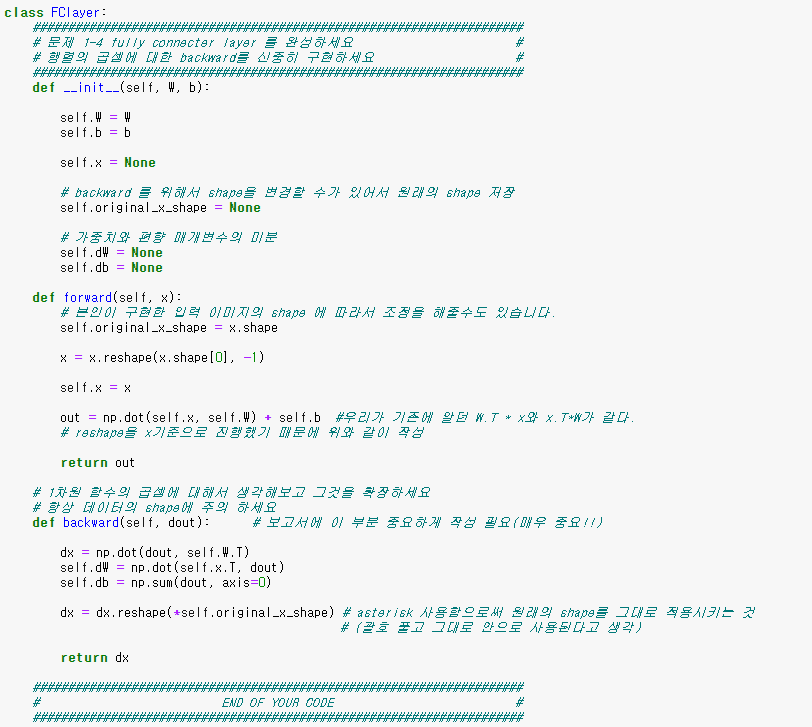 class FClayer:
    ######################################################################
    # 문제 1-4 fully connecter layer 를 완성하세요                        #
    # 행렬의 곱셈에 대한 backward를 신중히 구현하세요                      #
    ######################################################################
    def __init__(self, W, b):
        self.W = W
        self.b = b
        self.x = None
        # backward 를 위해서 shape을 변경할 수가 있어서 원래의 shape 저장
        self.original_x_shape = None
        # 가중치와 편향 매개변수의 미분
        self.dW = None
        self.db = None
    def forward(self, x):
        # 본인이 구현한 입력 이미지의 shape 에 따라서 조정을 해줄수도 있습니다.
        self.original_x_shape = x.shape
        x = x.reshape(x.shape[0], -1)
        self.x = x
        out = np.dot(self.x, self.W) + self.b  #우리가 기존에 알던 W.T * x와 x.T*W가 같다.
        # reshape을 x기준으로 진행했기 때문에 위와 같이 작성
        return out
    # 1차원 함수의 곱셈에 대해서 생각해보고 그것을 확장하세요
    # 항상 데이터의 shape에 주의 하세요
    def backward(self, dout):      # 보고서에 이 부분 중요하게 작성 필요(매우 중요!!)
        dx = np.dot(dout, self.W.T)
        self.dW = np.dot(self.x.T, dout)
        self.db = np.sum(dout, axis=0)
        dx = dx.reshape(*self.original_x_shape) # asterisk 사용함으로써 원래의 shape를 그대로 적용시키는 것
                                                # (괄호 풀고 그대로 안으로 사용된다고 생각)
        return dx
    ######################################################################
    #                          END OF YOUR CODE                          #
    ######################################################################